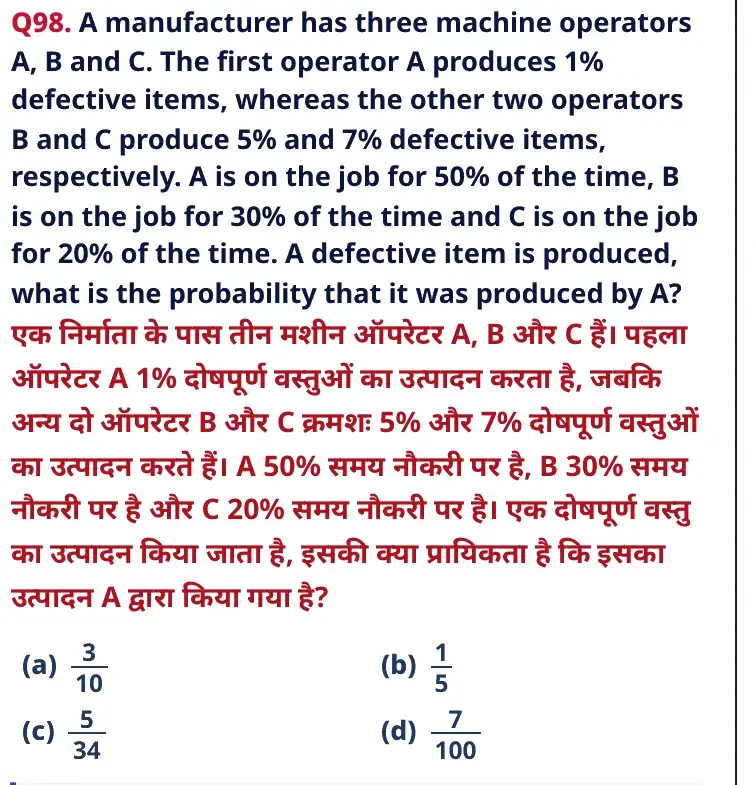 Q98. A manufacturer has three machine operators
A, B and C. The first operator A produces 1%
defective items, whereas the other two operators
B and C produce 5% and 7% defective items,
respectively. A is on the job for 50% of the time, B
is on the job for 30% of the time and C is on the job
for 20% of the time. A defective item is produced,
what is the probability that it was produced by A?
एक निर्माता के पास तीन मशीन ऑपरेटर A, B और C हैं। पहला
ऑपरेटर A 1% दोषपूर्ण वस्तुओं का उत्पादन करता है, जबकि
अन्य दो ऑपरेटर B और C क्रमशः 5% और 7% दोषपूर्ण वस्तुओं
का उत्पादन करते हैं। A 50% समय नौकरी पर है, B 30% समय
नौकरी पर है और C 20% समय नौकरी पर है। एक दोषपूर्ण वस्तु
का उत्पादन किया जाता है, इसकी क्या प्रायिकता है कि इसका
उत्पादन A द्वारा किया गया है?
(a) 3/10 (b) 1/5
(c) 5/34 (d) 7/100